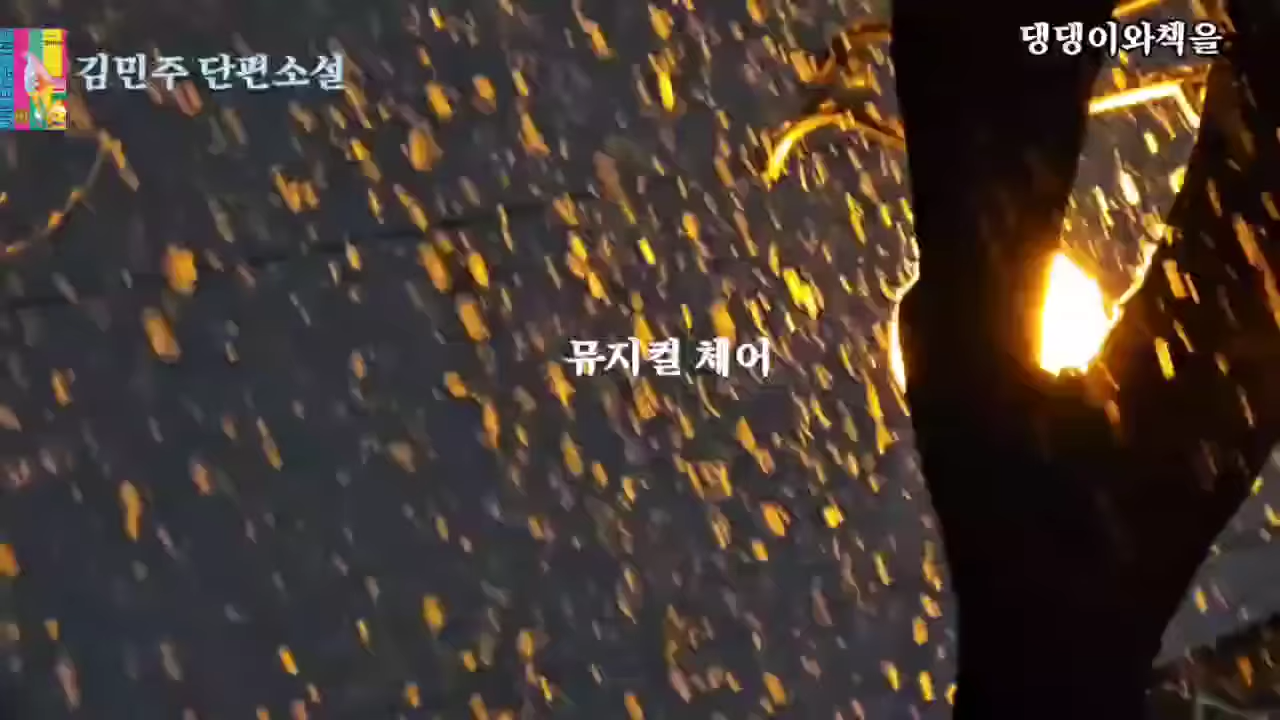 김민주 단편소설
댕댕이와책을
뮤지컬 체어